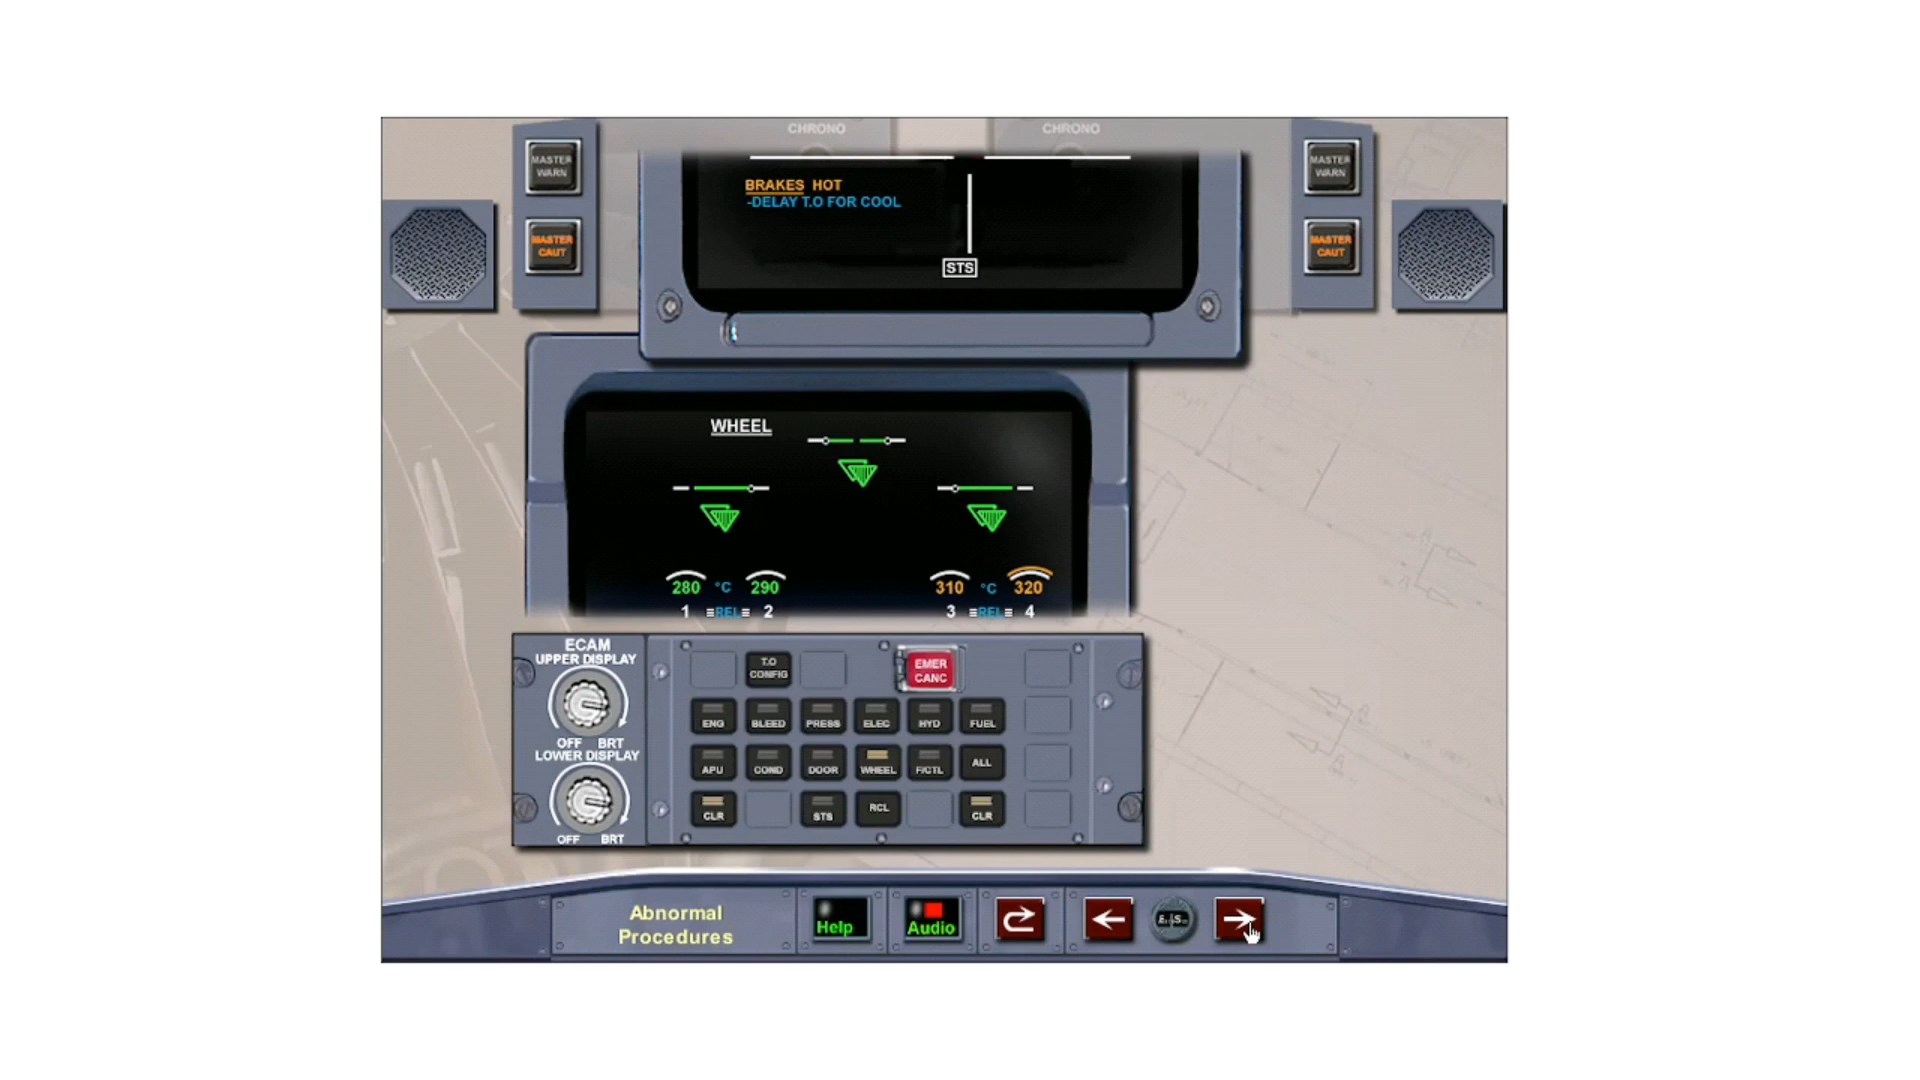 CHRONO CHRONO
MASTER WARN
MASTER WARN
BRAKES HOT
-DELAY T.O FOR COOL
MASTER CAUT
MASTER CAUT
STS
WHEEL
280 °C 290 310 °C 320
1 REL 2 3 REL 4
ECAM
UPPER DISPLAY
OFF BRT
LOWER DISPLAY
OFF BRT
T.O CONFIG
EMER CANC
ENG BLEED PRESS ELEC HYD FUEL
APU COND DOOR WHEEL F/CTL ALL
CLR STS RCL CLR
Abnormal
Procedures
Help
Audio